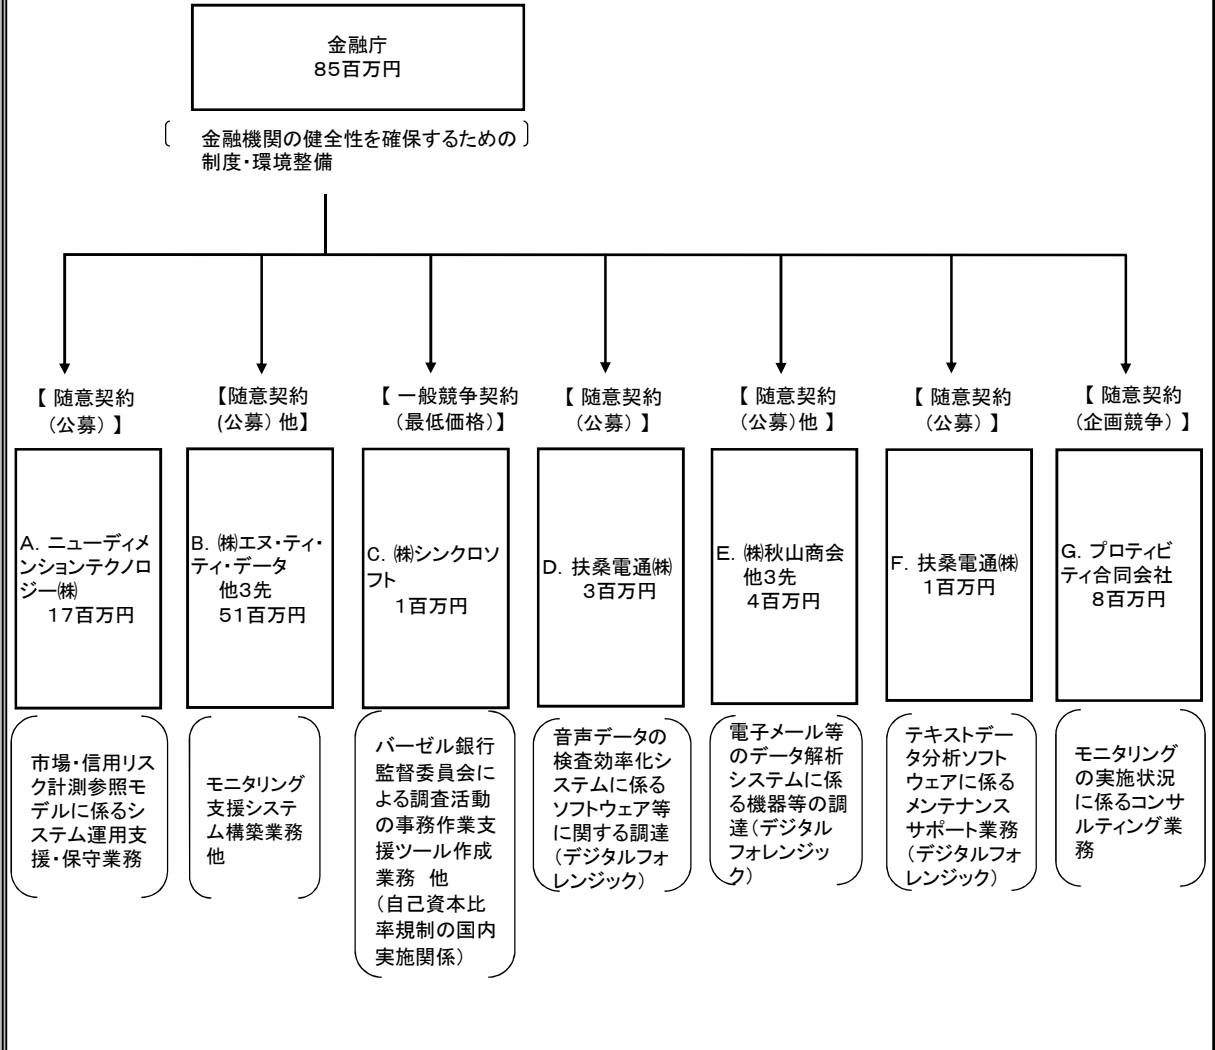 金融庁
85百万円
金融機関の健全性を確保するための
制度・環境整備
【 随意契約
(公募) 】
【随意契約
(公募) 他】
【 一般競争契約
(最低価格)】
【 随意契約
(公募) 】
【 随意契約
(公募)他 】
【 随意契約
(公募) 】
【 随意契約
(企画競争) 】
A. ニューディメ
ンションテクノロ
ジー㈱
17百万円
B. ㈱エヌ・ティ・
ティ・データ
他3先
51百万円
C. ㈱シンクロソ
フト
1百万円
D. 扶桑電通㈱
3百万円
E. ㈱秋山商会
他3先
4百万円
F. 扶桑電通㈱
1百万円
G. プロティビ
ティ合同会社
8百万円
市場・信用リス
ク計測参照モ
デルに係るシ
ステム運用支
援・保守業務
モニタリング
支援システ
ム構築業務
他
バーゼル銀行
監督委員会に
よる調査活動
の事務作業支
援ツール作成
業務 他
(自己資本比
率規制の国内
実施関係)
音声データの
検査効率化シ
ステムに係る
ソフトウェア等
に関する調達
(デジタルフォ
レンジック)
電子メール等
のデータ解析
システムに係
る機器等の調
達(デジタル
フォレンジッ
ク)
テキストデー
タ分析ソフト
ウェアに係る
メンテナンス
サポート業務
(デジタルフォ
レンジック)
モニタリング
の実施状況
に係るコンサ
ルティング業
務